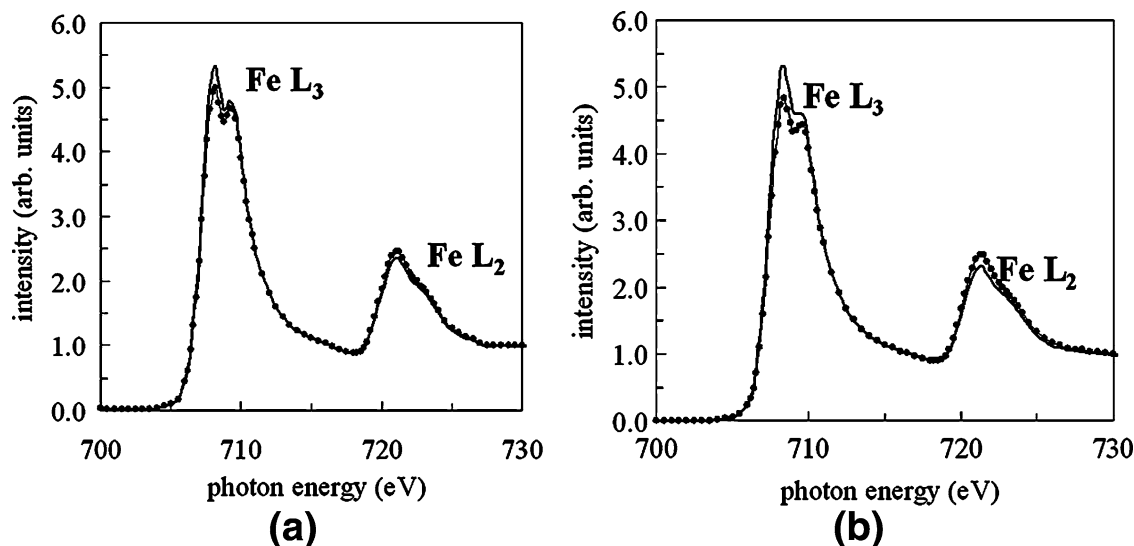 6.0
5.0
4.0
3.0
2.0
1.0
0.0
intensity (arb. units)
Fe L3
Fe L2
700 710 720 730
photon energy (eV)
(a)
6.0
5.0
4.0
3.0
2.0
1.0
0.0
intensity (arb. units)
Fe L3
Fe L2
700 710 720 730
photon energy (eV)
(b)